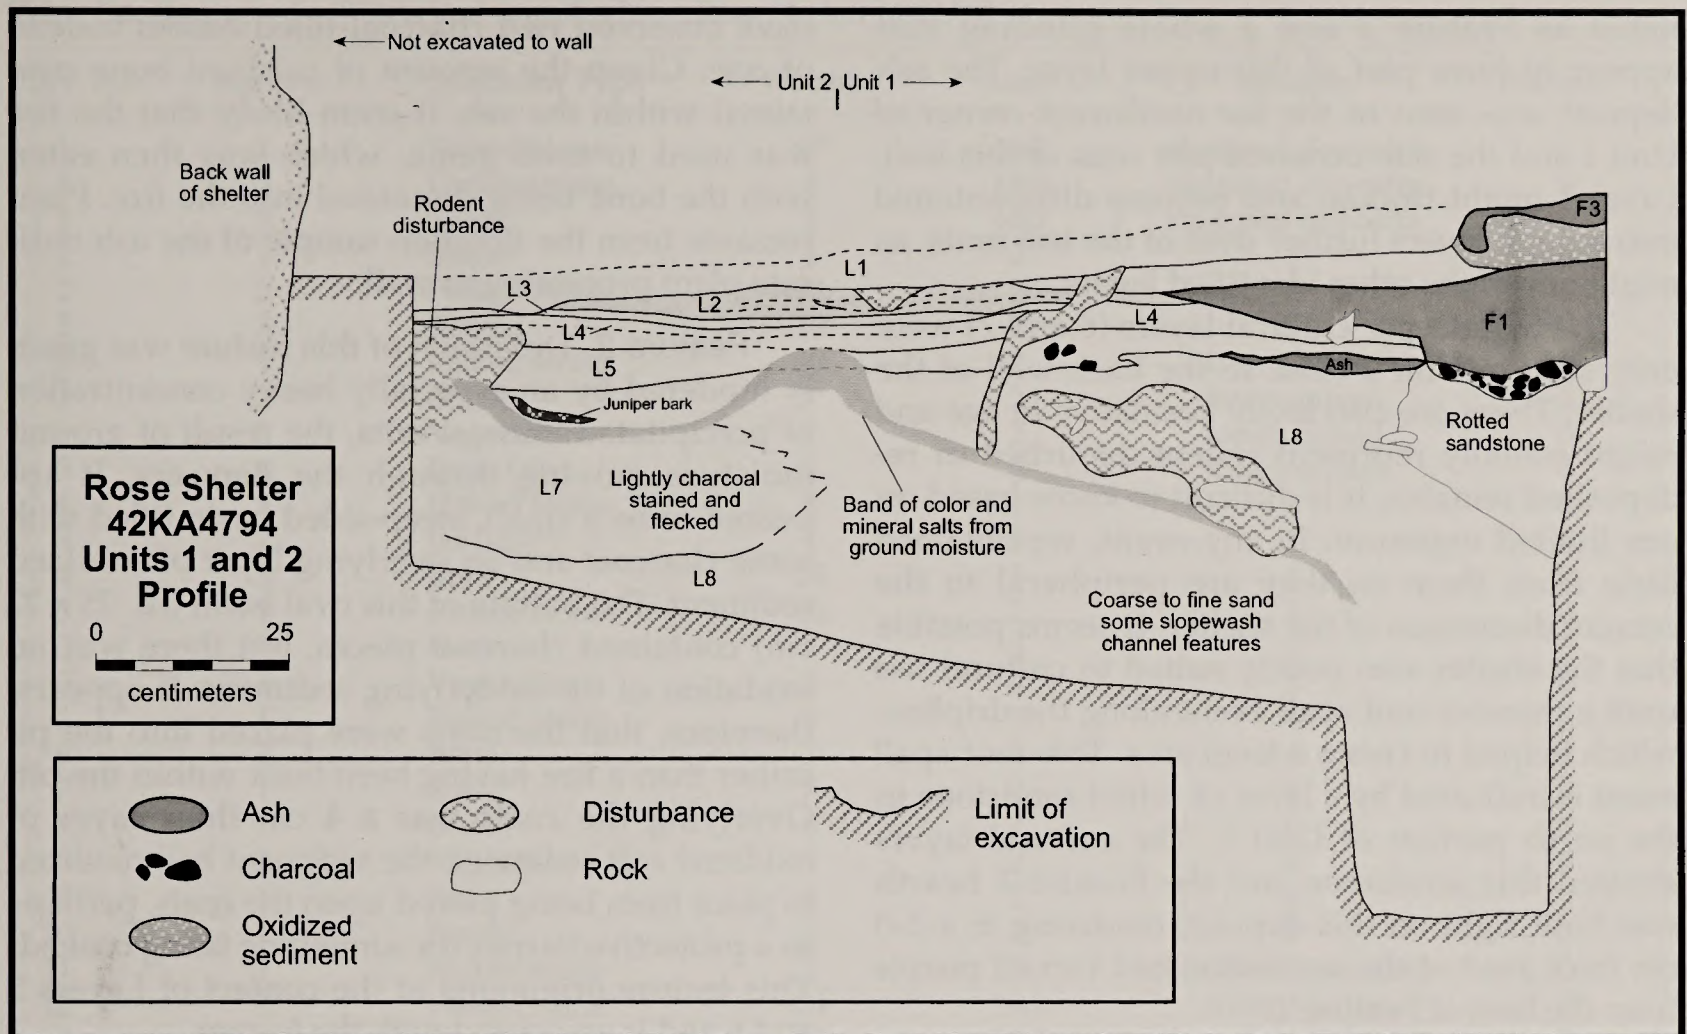 Not excavated to wall
Unit 2 Unit 1
Back wall
of shelter
Rodent
disturbance
F3
L1
L3
L2
L4
L4
F1
L5
Ash
Juniper bark
L8
Rotted
sandstone
L7
Lightly charcoal
stained and
flecked
Band of color and
mineral salts from
ground moisture
L8
Coarse to fine sand
some slopewash
channel features
Rose Shelter
42KA4794
Units 1 and 2
Profile
0 25
centimeters
Ash
Charcoal
Oxidized
sediment
Disturbance
Rock
Limit of
excavation